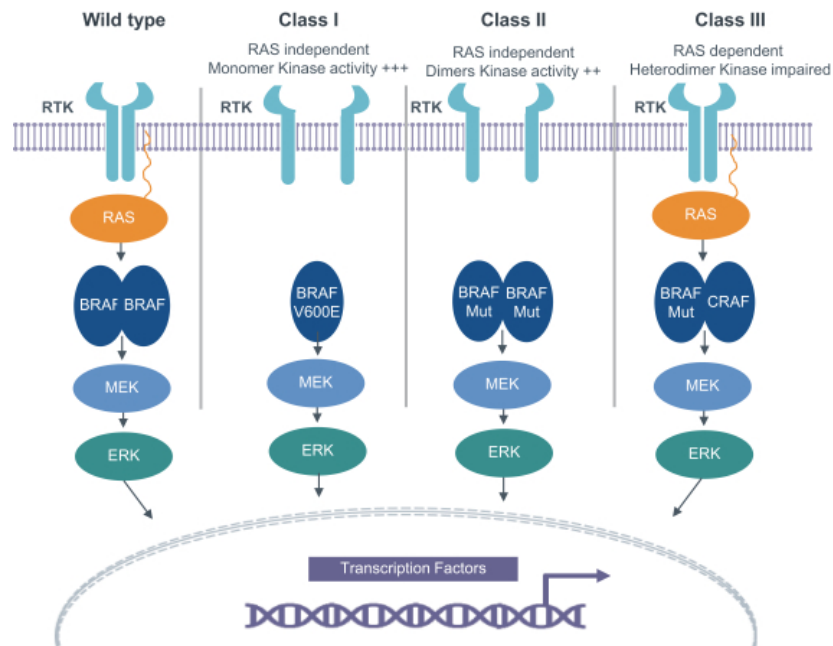 Wild type
Class I
Class II
Class III
RAS independent
Monomer Kinase activity +++
RAS independent
Dimers Kinase activity ++
RAS dependent
Heterodimer Kinase impaired
RTK
RTK
RTK
RTK
RAS
RAS
BRAF
BRAF
BRAF
V600E
BRAF
Mut
BRAF
Mut
BRAF
Mut
CRAF
MEK
MEK
MEK
MEK
ERK
ERK
ERK
ERK
Transcription Factors